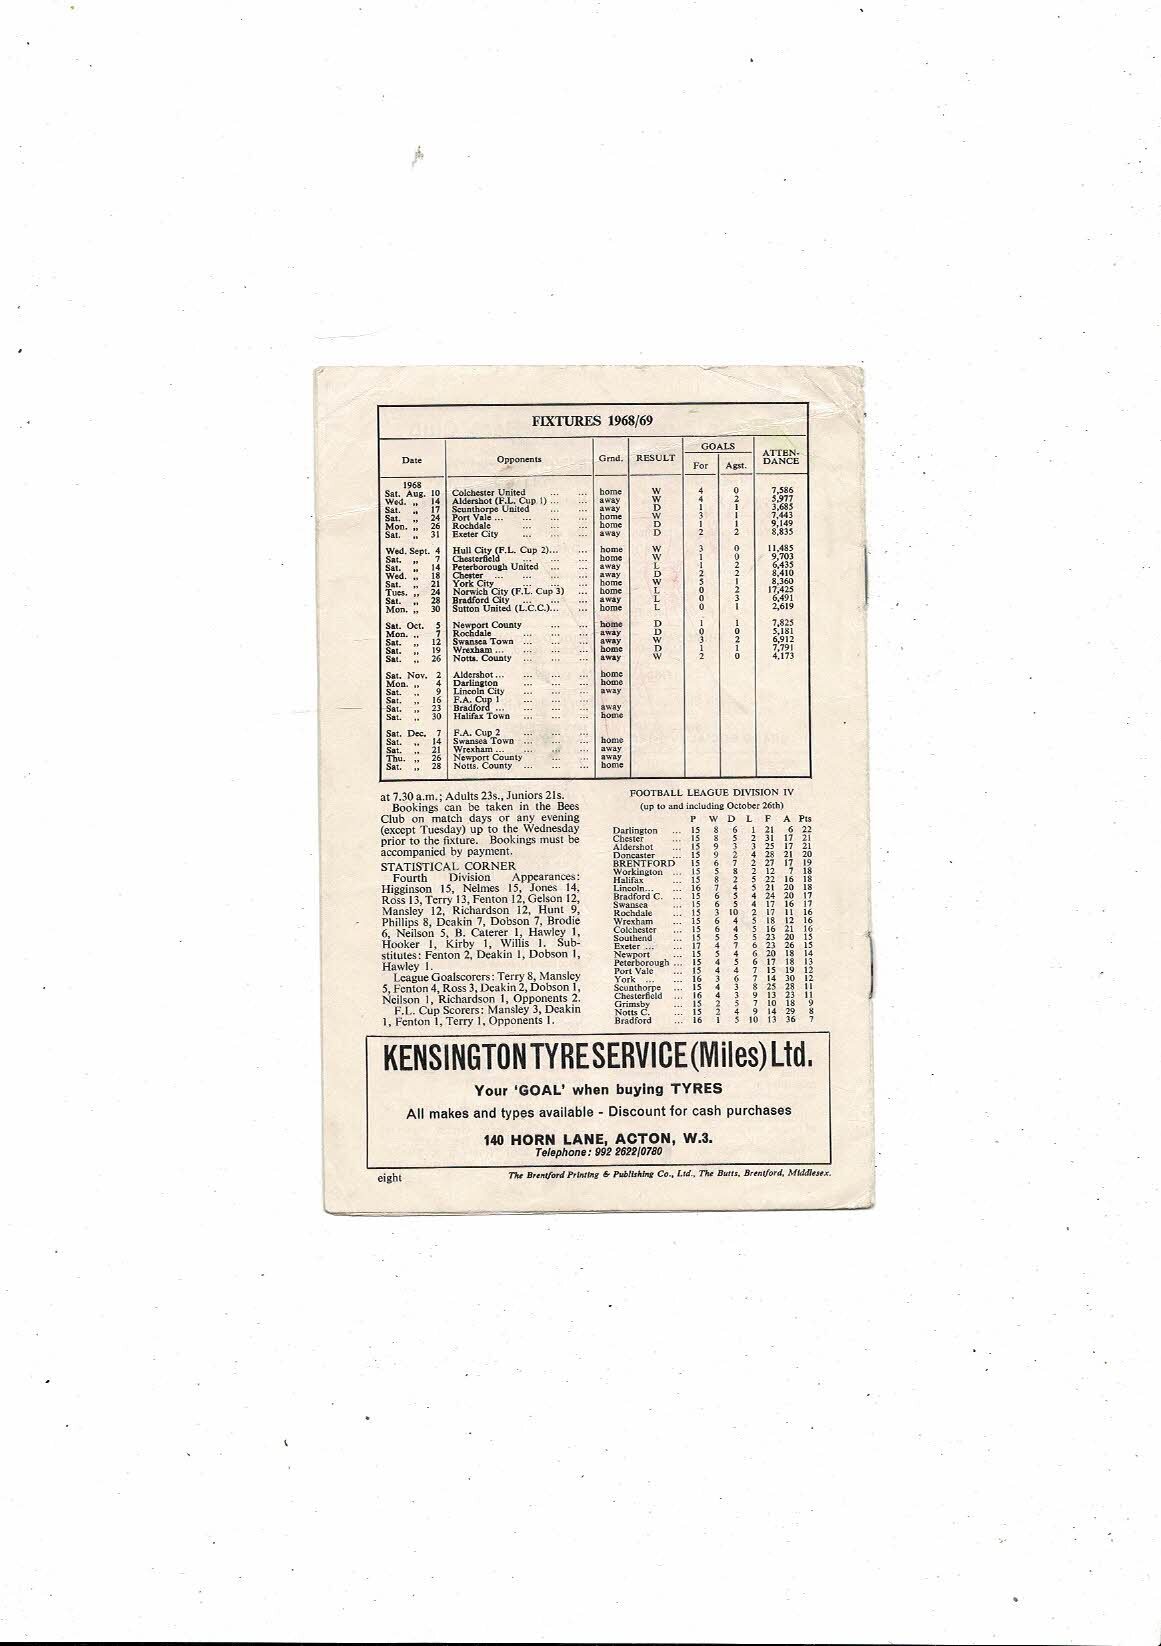 FIXTURES 1968/69
Date Opponents Grnd. RESULT GOALS For Agst. ATTEN-DANCE
1968
Sat. Aug. 10 Colchester United ... ... home W 4 0 7,586
Wed. „ 14 Aldershot (F.L. Cup 1) ... ... away W 4 2 5,977
Sat. „ 17 Scunthorpe United ... ... away D 1 1 3,685
Sat. „ 24 Port Vale ... ... ... ... home W 3 1 7,443
Mon. „ 26 Rochdale ... ... ... home D 1 1 9,149
Sat. „ 31 Exeter City ... ... ... away D 2 2 8,835
Wed. Sept. 4 Hull City (F.L. Cup 2)... ... home W 3 0 11,485
Sat. „ 7 Chesterfield ... ... ... home W 1 0 9,703
Sat. „ 14 Peterborough United ... ... away L 1 2 6,435
Wed. „ 18 Chester ... ... ... ... away D 2 2 8,410
Sat. „ 21 York City ... ... ... home W 5 1 8,360
Tues. „ 24 Norwich City (F.L. Cup 3) ... home L 0 2 17,425
Sat. „ 28 Bradford City ... ... ... away L 0 3 6,491
Mon. „ 30 Sutton United (L.C.C.)... ... home L 0 1 2,619
Sat. Oct. 5 Newport County ... ... home D 1 1 7,825
Mon. „ 7 Rochdale ... ... ... away D 0 0 5,181
Sat. „ 12 Swansea Town ... ... ... away W 3 2 6,912
Sat. „ 19 Wrexham ... ... ... ... home D 1 1 7,791
Sat. „ 26 Notts. County ... ... ... away W 2 0 4,173
Sat. Nov. 2 Aldershot ... ... ... ... home
Mon. „ 4 Darlington ... ... ... home
Sat. „ 9 Lincoln City ... ... ... away
Sat. „ 16 F.A. Cup 1 ... ... ...
Sat. „ 23 Bradford ... ... ... ... away
Sat. „ 30 Halifax Town ... ... ... home
Sat. Dec. 7 F.A. Cup 2 ... ... ...
Sat. „ 14 Swansea Town ... ... ... home
Sat. „ 21 Wrexham ... ... ... ... away
Thu. „ 26 Newport County ... ... away
Sat. „ 28 Notts. County ... ... ... home
at 7.30 a.m.; Adults 23s., Juniors 21s.
Bookings can be taken in the Bees
Club on match days or any evening
(except Tuesday) up to the Wednesday
prior to the fixture. Bookings must be
accompanied by payment.
STATISTICAL CORNER
Fourth Division Appearances:
Higginson 15, Nelmes 15, Jones 14,
Ross 13, Terry 13, Fenton 12, Gelson 12,
Mansley 12, Richardson 12, Hunt 9,
Phillips 8, Deakin 7, Dobson 7, Brodie
6, Neilson 5, B. Caterer 1, Hawley 1,
Hooker 1, Kirby 1, Willis 1. Sub-
stitutes: Fenton 2, Deakin 1, Dobson 1,
Hawley 1.
League Goalscorers: Terry 8, Mansley
5, Fenton 4, Ross 3, Deakin 2, Dobson 1,
Neilson 1, Richardson 1, Opponents 2.
F.L. Cup Scorers: Mansley 3, Deakin
1, Fenton 1, Terry 1, Opponents 1.
FOOTBALL LEAGUE DIVISION IV
(up to and including October 26th)
P W D L F A Pts
Darlington ... 15 8 6 1 21 6 22
Chester ... 15 8 5 2 31 17 21
Aldershot ... 15 9 3 3 25 17 21
Doncaster ... 15 9 2 4 28 21 20
BRENTFORD 15 6 7 2 27 17 19
Workington ... 15 5 8 2 12 7 18
Halifax ... 15 8 2 5 22 16 18
Lincoln... ... 16 7 4 5 21 20 18
Bradford C. ... 15 6 5 4 24 20 17
Swansea ... 15 6 5 4 17 16 17
Rochdale ... 15 3 10 2 17 11 16
Wrexham ... 15 6 4 5 18 12 16
Colchester ... 15 6 4 5 16 21 16
Southend ... 15 5 5 5 23 20 15
Exeter ... ... 17 4 7 6 23 26 15
Newport ... 15 5 4 6 20 18 14
Peterborough ... 15 4 5 6 17 18 13
Port Vale ... 15 4 4 7 15 19 12
York ... ... 16 3 6 7 14 30 12
Scunthorpe ... 15 4 3 8 25 28 11
Chesterfield ... 16 4 3 9 13 23 11
Grimsby ... 15 2 5 7 10 18 9
Notts C. ... 15 2 4 9 14 29 8
Bradford ... 16 1 5 10 13 36 7
KENSINGTON TYRE SERVICE (Miles) Ltd.
Your 'GOAL' when buying TYRES
All makes and types available - Discount for cash purchases
140 HORN LANE, ACTON, W.3.
Telephone: 992 2622/0780
eight
The Brentford Printing & Publishing Co., Ltd., The Butts, Brentford, Middlesex.